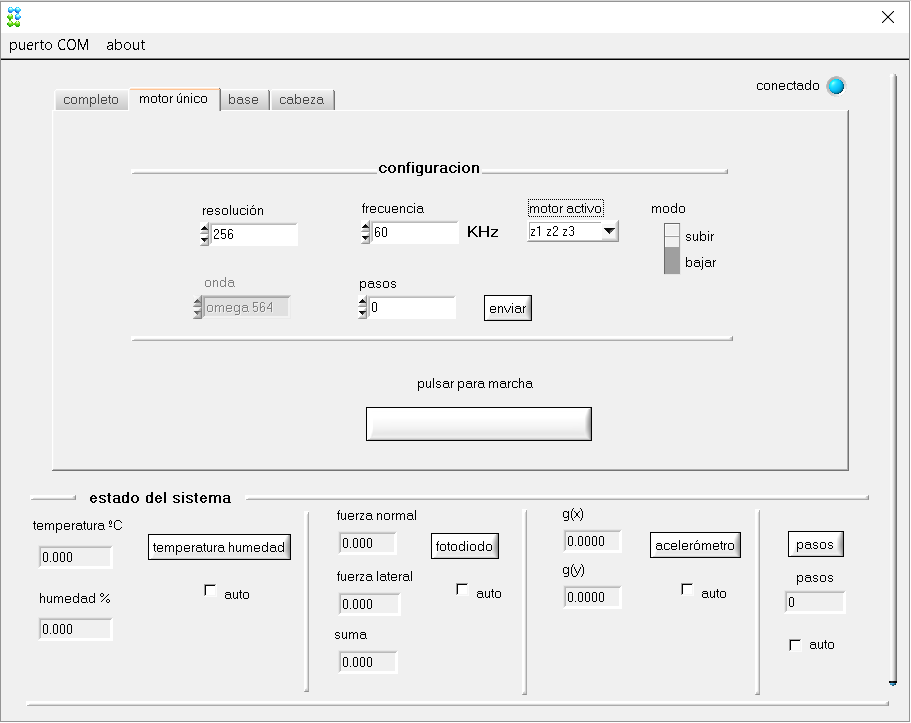 puerto COM about
conectado
completo motor único base cabeza
configuracion
resolución frecuencia motor activo modo
256 60 KHz z1 z2 z3 subir
bajar
onda pasos
omega 564 0 enviar
pulsar para marcha
estado del sistema
temperatura ºC
0.000
temperatura humedad
auto
humedad %
0.000
fuerza normal
0.000
fotodiodo
auto
fuerza lateral
0.000
suma
0.000
g(x)
0.0000
acelerómetro
auto
g(y)
0.0000
pasos
pasos
0
auto